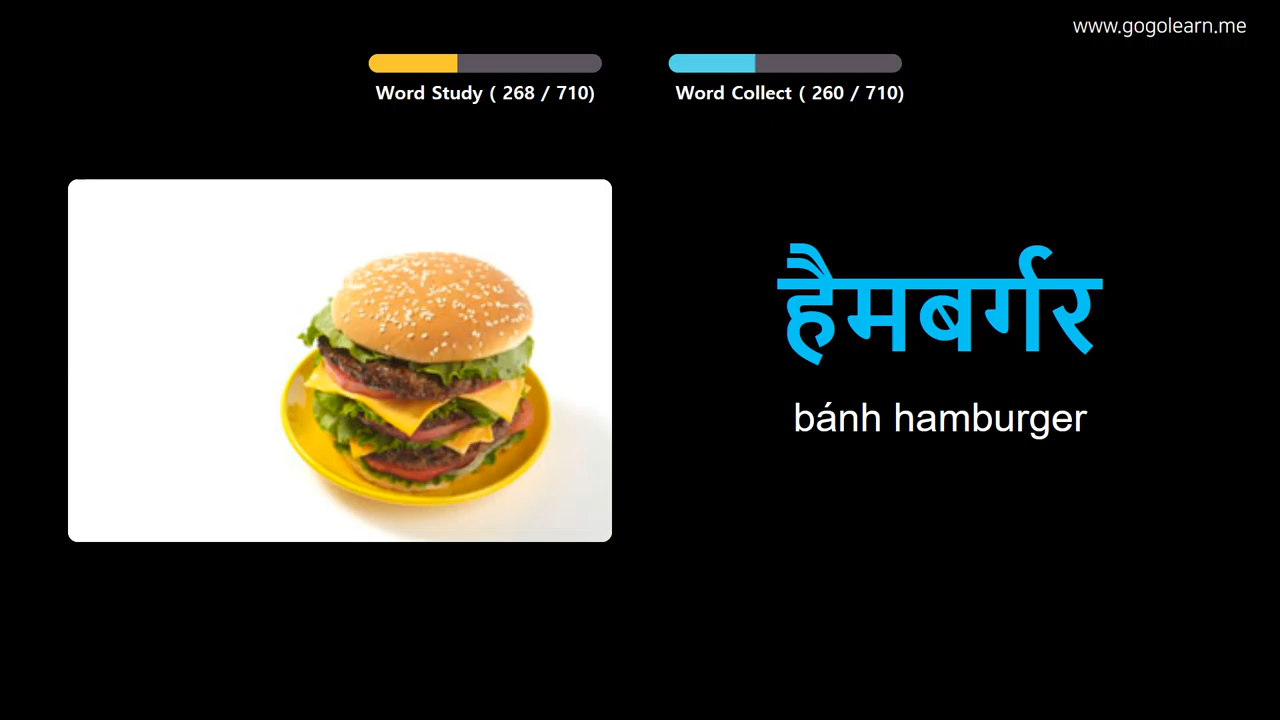 www.gogolearn.me
Word Study ( 268 / 710)
Word Collect ( 260 / 710)
हैमबर्गर
bánh hamburger